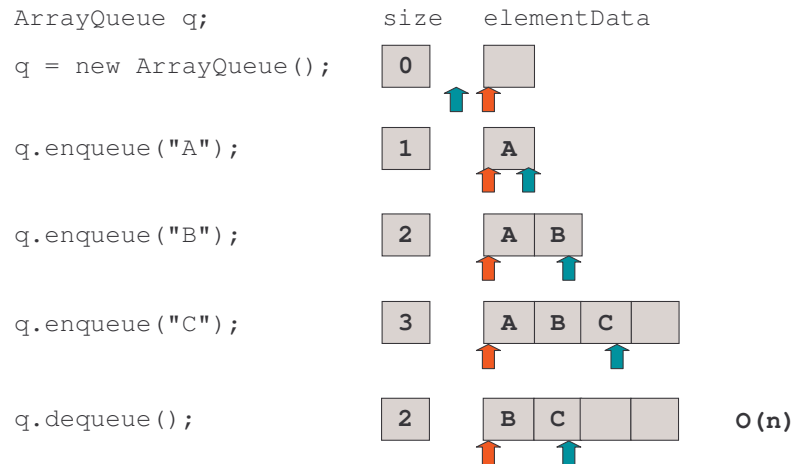 ArrayQueue q; size elementData
q = new ArrayQueue(); 0
q.enqueue("A"); 1 A
q.enqueue("B"); 2 A B
q.enqueue("C"); 3 A B C
q.dequeue(); 2 B C O(n)